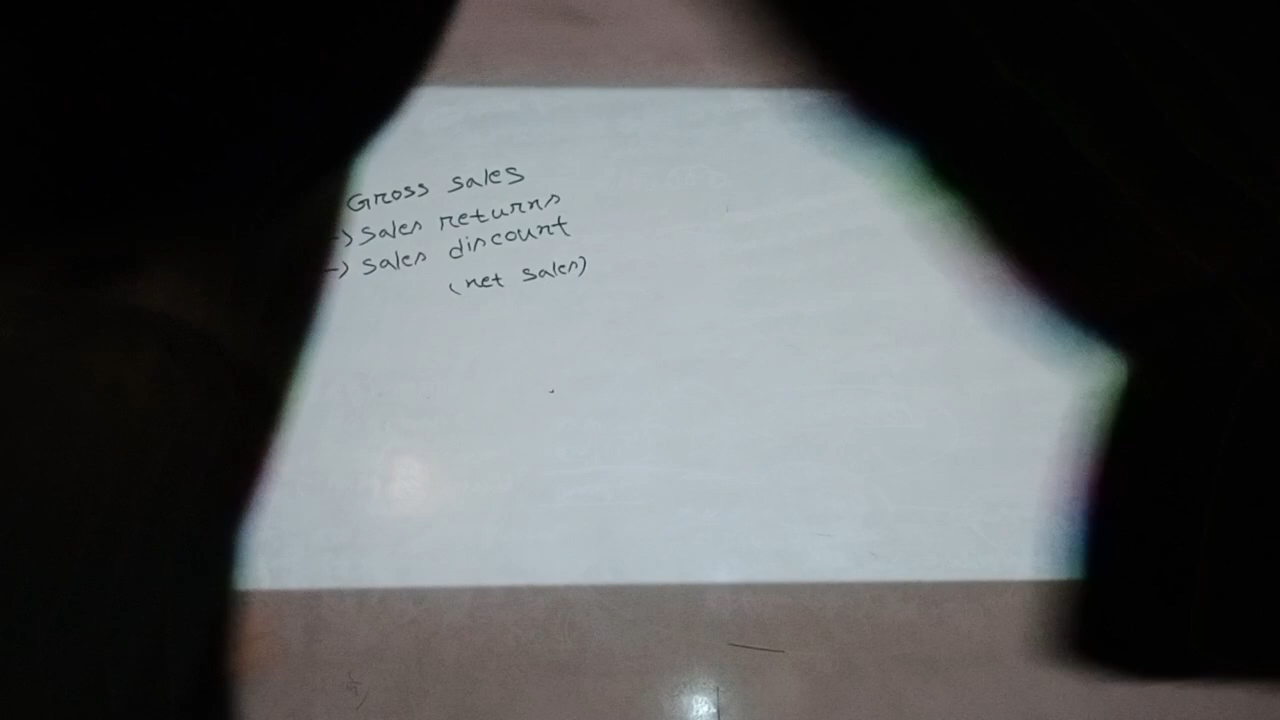 Gross sales
-) sales returns
-) sales discount
(net sales)